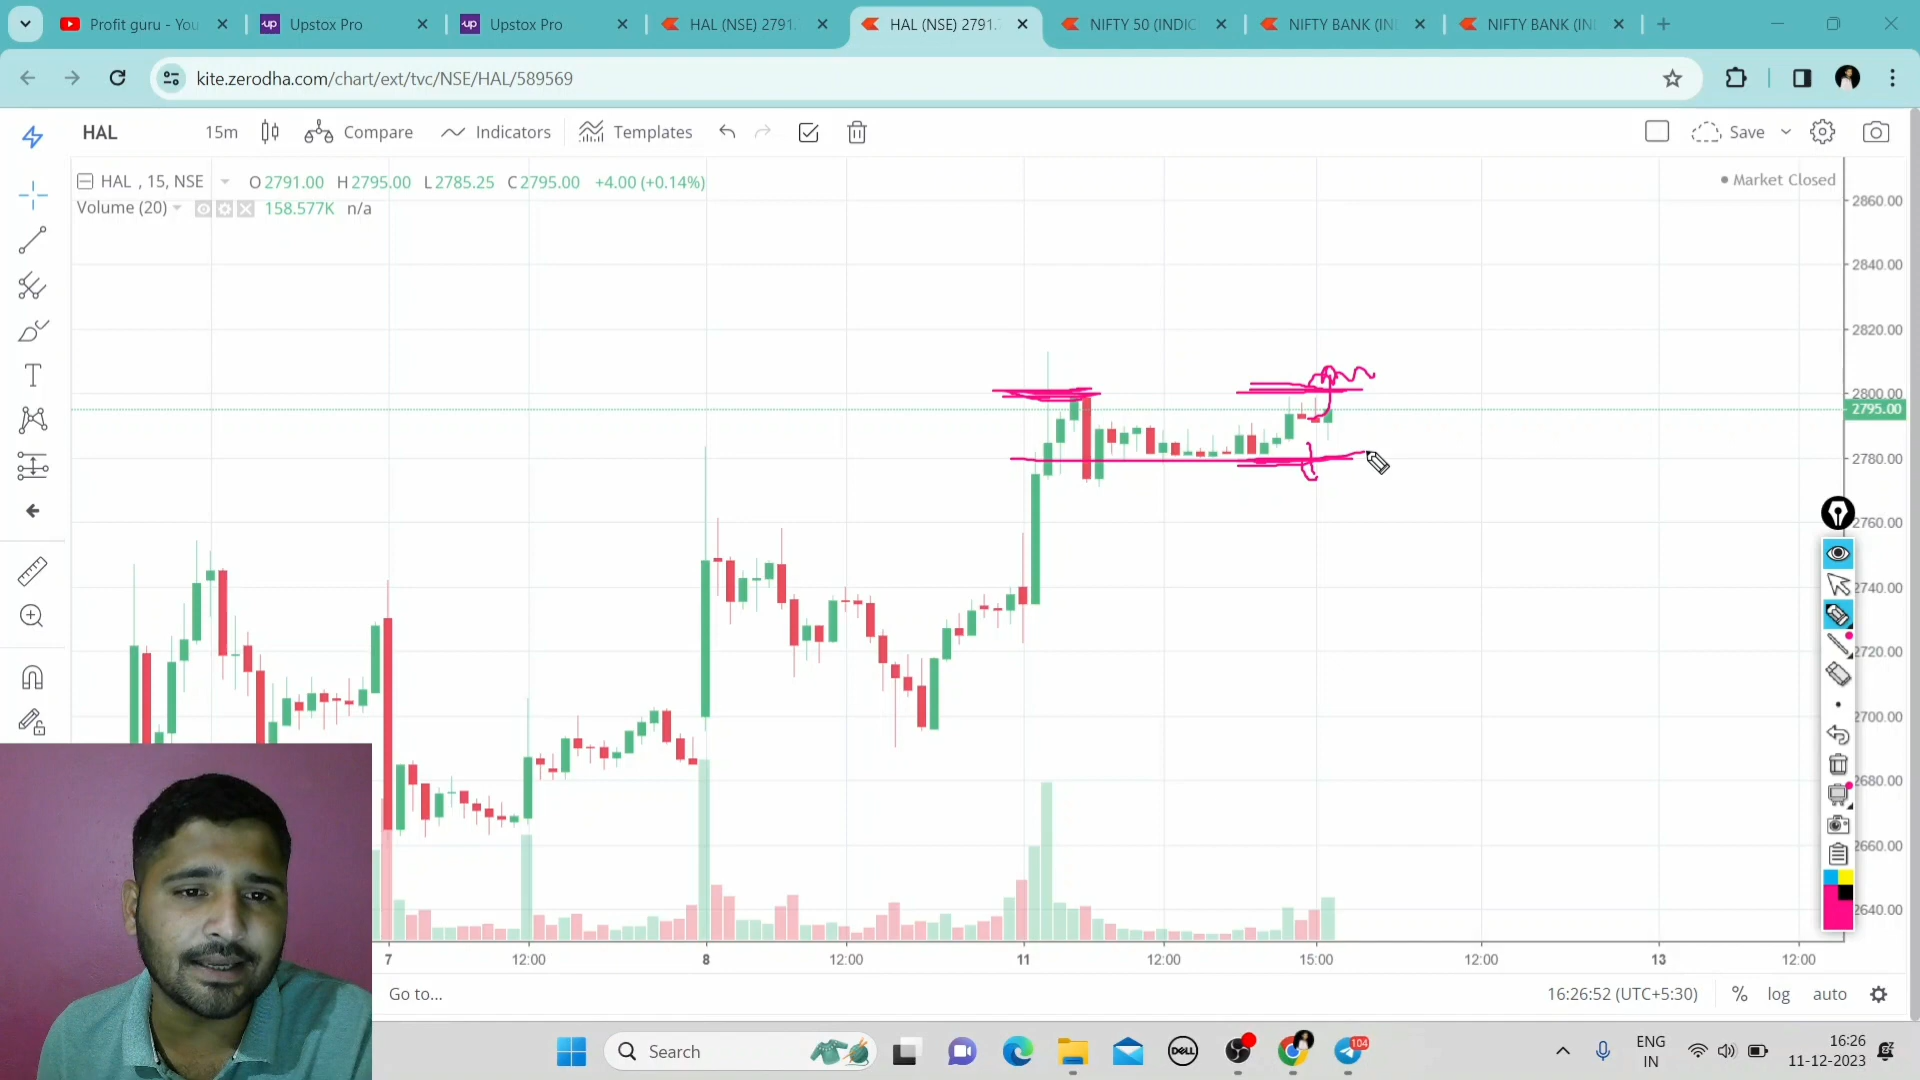 Profit guru - You
Upstox Pro
Upstox Pro
HAL (NSE) 2791.
HAL (NSE) 2791.
NIFTY 50 (INDIC
NIFTY BANK (IN
NIFTY BANK (IN
kite.zerodha.com/chart/ext/tvc/NSE/HAL/589569
HAL 15m Compare Indicators Templates Save
HAL , 15, NSE O 2791.00 H 2795.00 L 2785.25 C 2795.00 +4.00 (+0.14%)
Market Closed
Volume (20) 158.577K n/a
2860.00
2840.00
2820.00
2800.00
2795.00
2780.00
2760.00
2740.00
2720.00
2700.00
2680.00
2660.00
2640.00
7 12:00 8 12:00 11 12:00 15:00 12:00 13 12:00
Go to...
16:26:52 (UTC+5:30) % log auto
Search
DELL
104
ENG
IN
16:26
11-12-2023